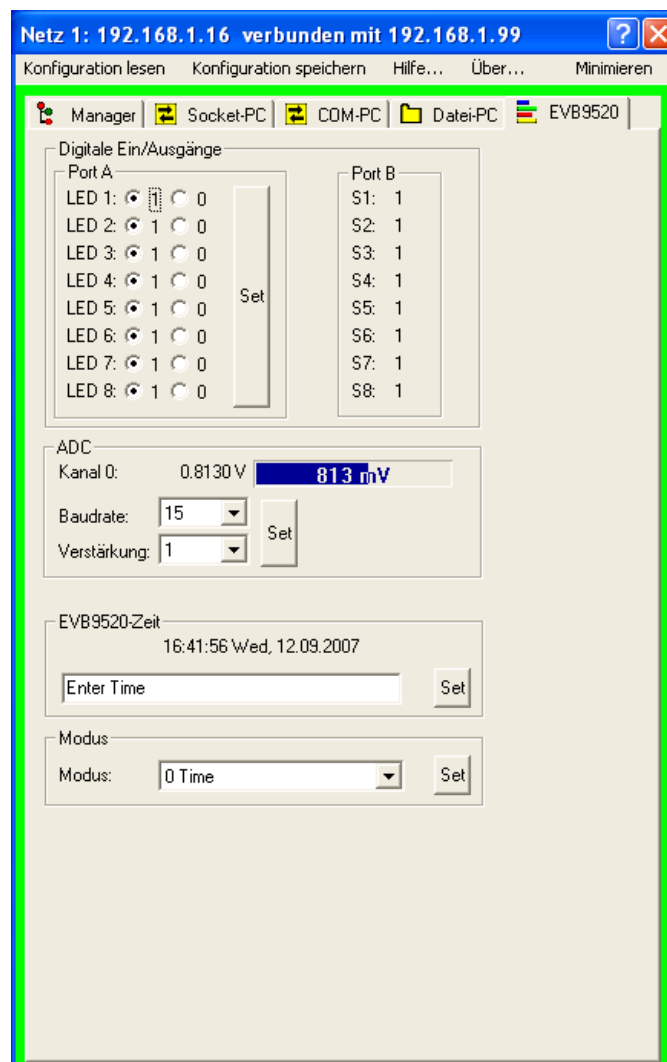 Netz 1: 192.168.1.16 verbunden mit 192.168.1.99
Konfiguration lesen Konfiguration speichern Hilfe... Über... Minimieren
Manager Socket-PC COM-PC Datei-PC EVB9520
Digitale Ein/Ausgänge
Port A Port B
LED 1: 1 0 S1: 1
LED 2: 1 0 S2: 1
LED 3: 1 0 S3: 1
LED 4: 1 0 S4: 1
Set
LED 5: 1 0 S5: 1
LED 6: 1 0 S6: 1
LED 7: 1 0 S7: 1
LED 8: 1 0 S8: 1
ADC
Kanal 0: 0.8130 V 813 mV
Baudrate: 15
Set
Verstärkung: 1
EVB9520-Zeit
16:41:56 Wed, 12.09.2007
Enter Time Set
Modus
Modus: 0 Time Set